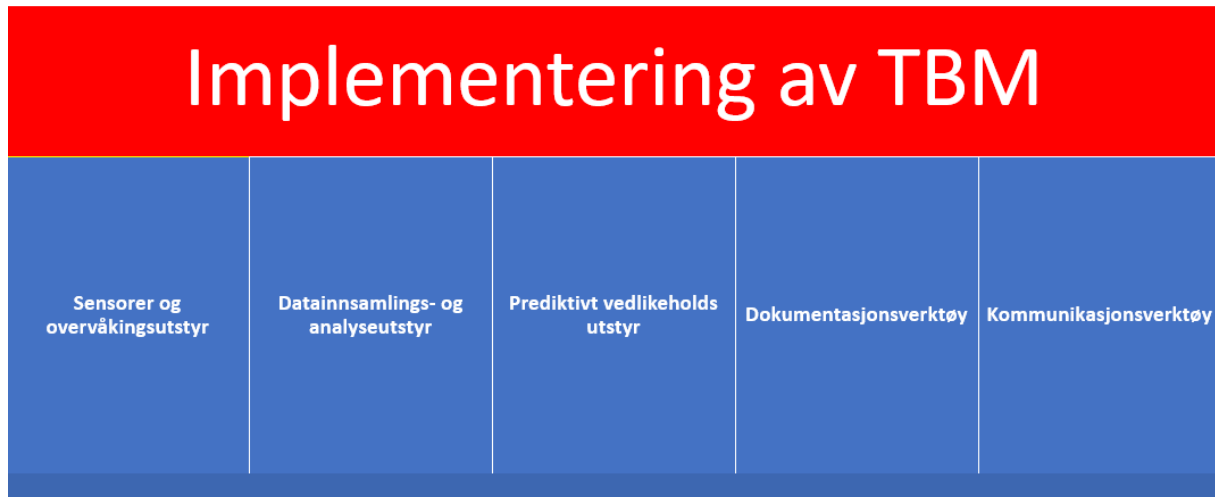 Implementering av TBM
Sensorer og
overvåkingsutstyr
Datainnsamlings- og
analyseutstyr
Prediktivt vedlikeholds
utstyr
Dokumentasjonsverktøy
Kommunikasjonsverktøy